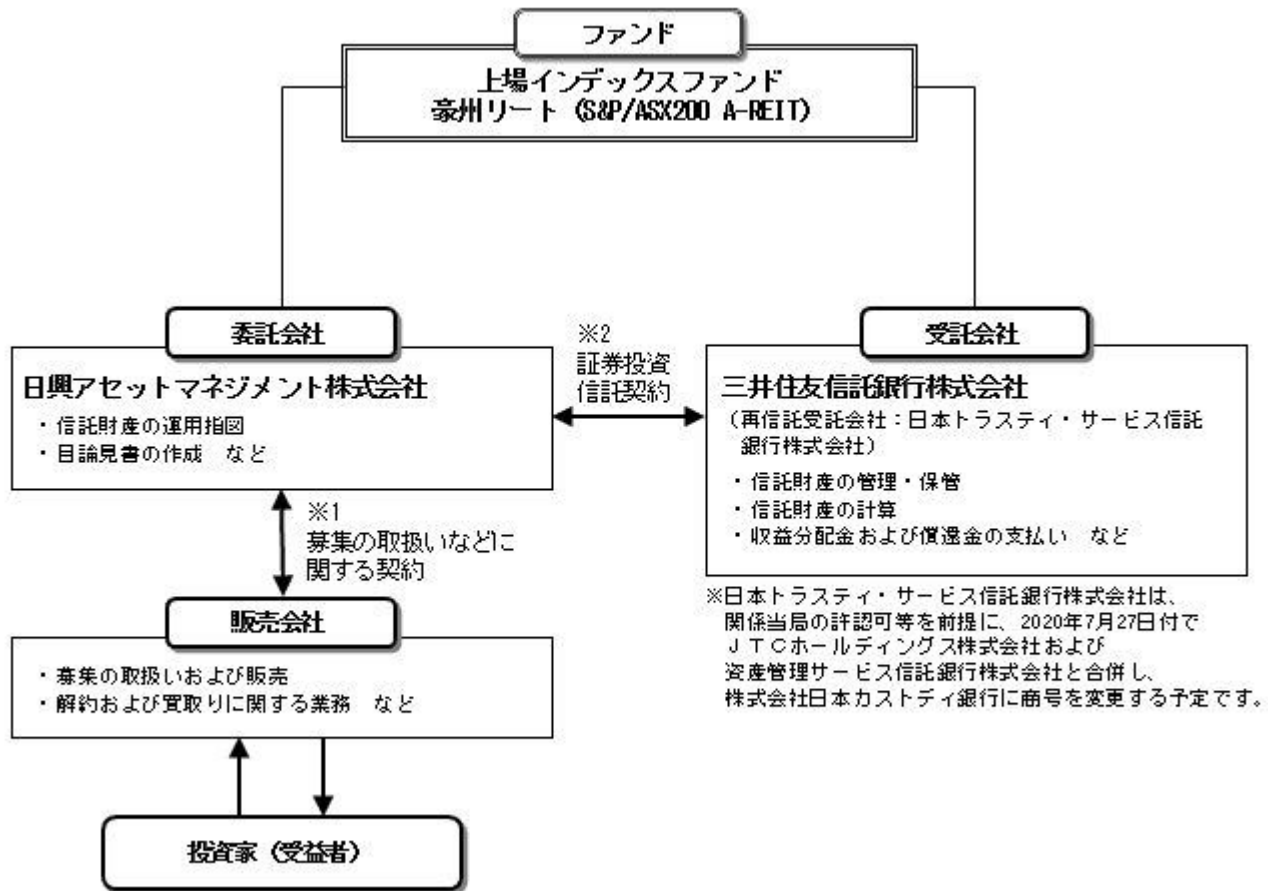 ファンド
上場インデックスファンド
豪州リート（S&P/ASX200 A-REIT）
委託会社
日興アセットマネジメント株式会社
・信託財産の運用指図
・目論見書の作成　など
※2
証券投資
信託契約
受託会社
三井住友信託銀行株式会社
（再信託受託会社：日本トラスティ・サービス信託
銀行株式会社）
・信託財産の管理・保管
・信託財産の計算
・収益分配金および償還金の支払い　など
※日本トラスティ・サービス信託銀行株式会社は、
関係当局の許認可等を前提に、2020年7月27日付で
ＪＴＣホールディングス株式会社および
資産管理サービス信託銀行株式会社と合併し、
株式会社日本カストディ銀行に商号を変更する予定です。
※1
募集の取扱いなどに
関する契約
販売会社
・募集の取扱いおよび販売
・解約および買取りに関する業務　など
投資家（受益者）